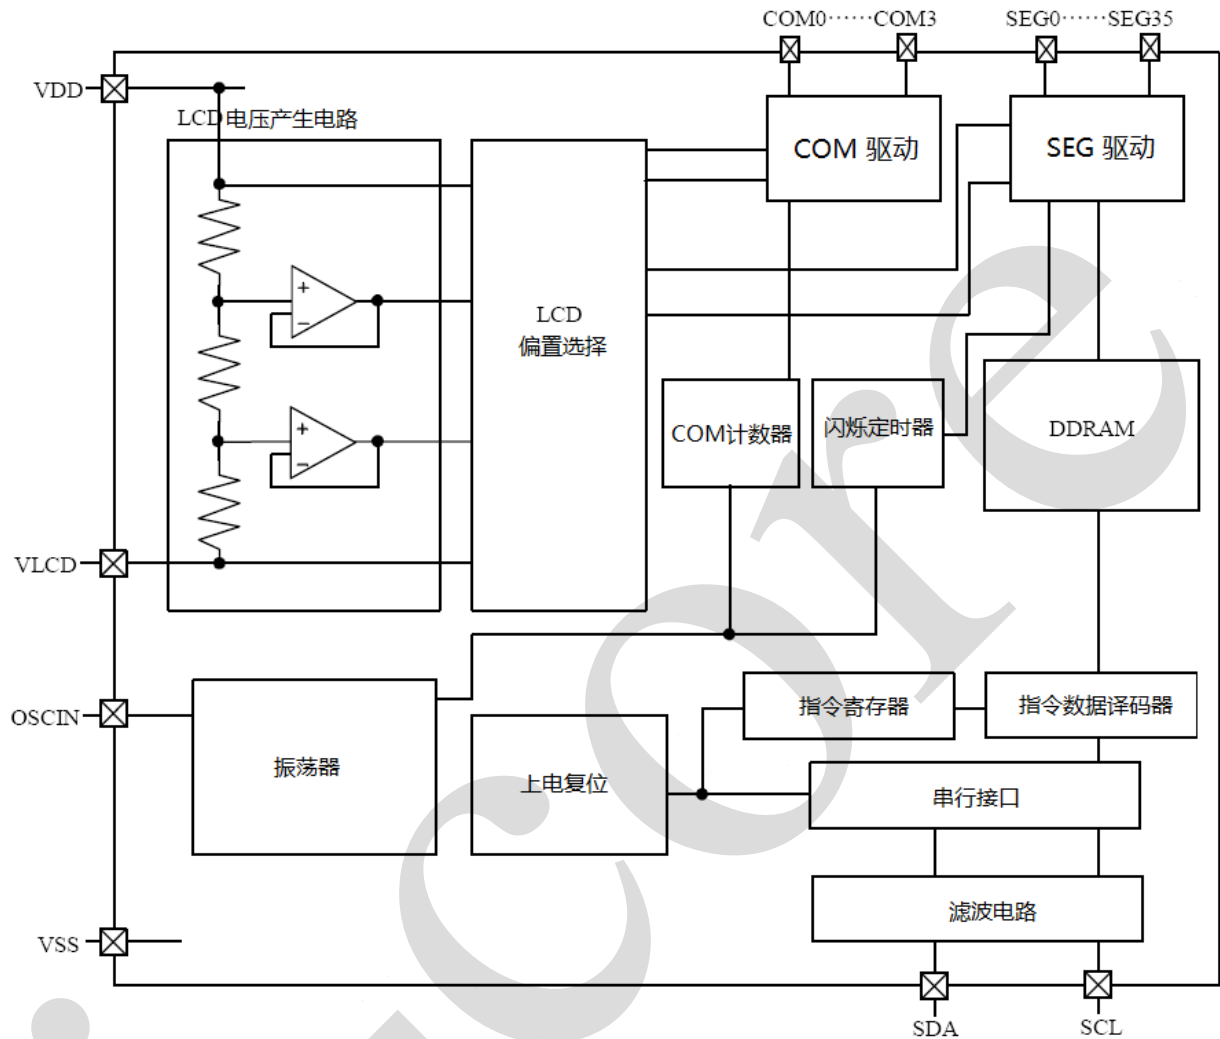 COM0······COM3
SEG0······SEG35
VDD
LCD电压产生电路
COM 驱动
SEG 驱动
LCD
偏置选择
COM计数器
闪烁定时器
DDRAM
VLCD
OSCIN
振荡器
上电复位
指令寄存器
指令数据译码器
串行接口
滤波电路
VSS
SDA
SCL
icore